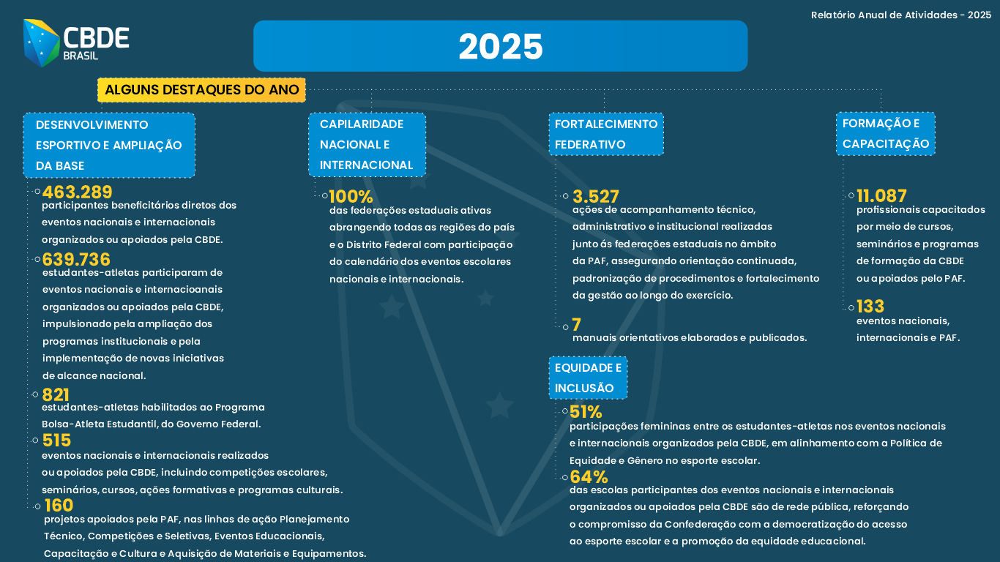 Relatório Anual de Atividades - 2025
CBDE
BRASIL
2025
ALGUNS DESTAQUES DO ANO
DESENVOLVIMENTO
ESPORTIVO E AMPLIAÇÃO
DA BASE
463.289
participantes beneficitários diretos dos
eventos nacionais e internacionais
organizados ou apoiados pela CBDE.
639.736
estudantes-atletas participaram de
eventos nacionais e internacioanais
organizados ou apoiados pela CBDE,
impulsionado pela ampliação dos
programas institucionais e pela
implementação de novas iniciativas
de alcance nacional.
821
estudantes-atletas habilitados ao Programa
Bolsa-Atleta Estudantil, do Governo Federal.
515
eventos nacionais e internacionais realizados
ou apoiados pela CBDE, incluindo competições escolares,
seminários, cursos, ações formativas e programas culturais.
160
projetos apoiados pela PAF, nas linhas de ação Planejamento
Técnico, Competições e Seletivas, Eventos Educacionais,
Capacitação e Cultura e Aquisição de Materiais e Equipamentos.
CAPILARIDADE
NACIONAL E
INTERNACIONAL
100%
das federações estaduais ativas
abrangendo todas as regiões do país
e o Distrito Federal com participação
do calendário dos eventos escolares
nacionais e internacionais.
FORTALECIMENTO
FEDERATIVO
3.527
ações de acompanhamento técnico,
administrativo e institucional realizadas
junto ás federações estaduais no âmbito
da PAF, assegurando orientação continuada,
padronização de procedimentos e fortalecimento
da gestão ao longo do exercício.
7
manuais orientativos elaborados e publicados.
EQUIDADE E
INCLUSÃO
51%
participações femininas entre os estudantes-atletas nos eventos nacionais
e internacionais organizados pela CBDE, em alinhamento com a Política de
Equidade e Gênero no esporte escolar.
64%
das escolas participantes dos eventos nacionais e internacionais
organizados ou apoiados pela CBDE são de rede pública, reforçando
o compromisso da Confederação com a democratização do acesso
ao esporte escolar e a promoção da equidade educacional.
FORMAÇÃO E
CAPACITAÇÃO
11.087
profissionais capacitados
por meio de cursos,
seminários e programas
de formação da CBDE
ou apoiados pelo PAF.
133
eventos nacionais,
internacionais e PAF.